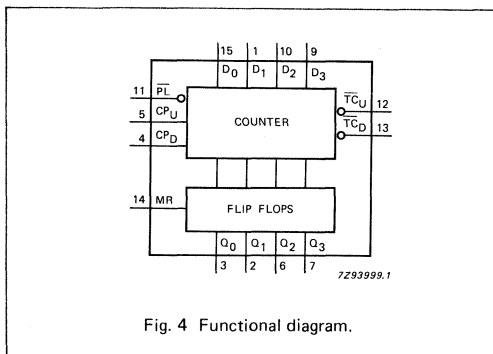 15 1 10 9
D0 D1 D2 D3
11 PL
5 CPU
4 CPD
COUNTER
TCU 12
TCD 13
14 MR
FLIP FLOPS
Q0 Q1 Q2 Q3
3 2 6 7
7Z93999.1
Fig. 4 Functional diagram.